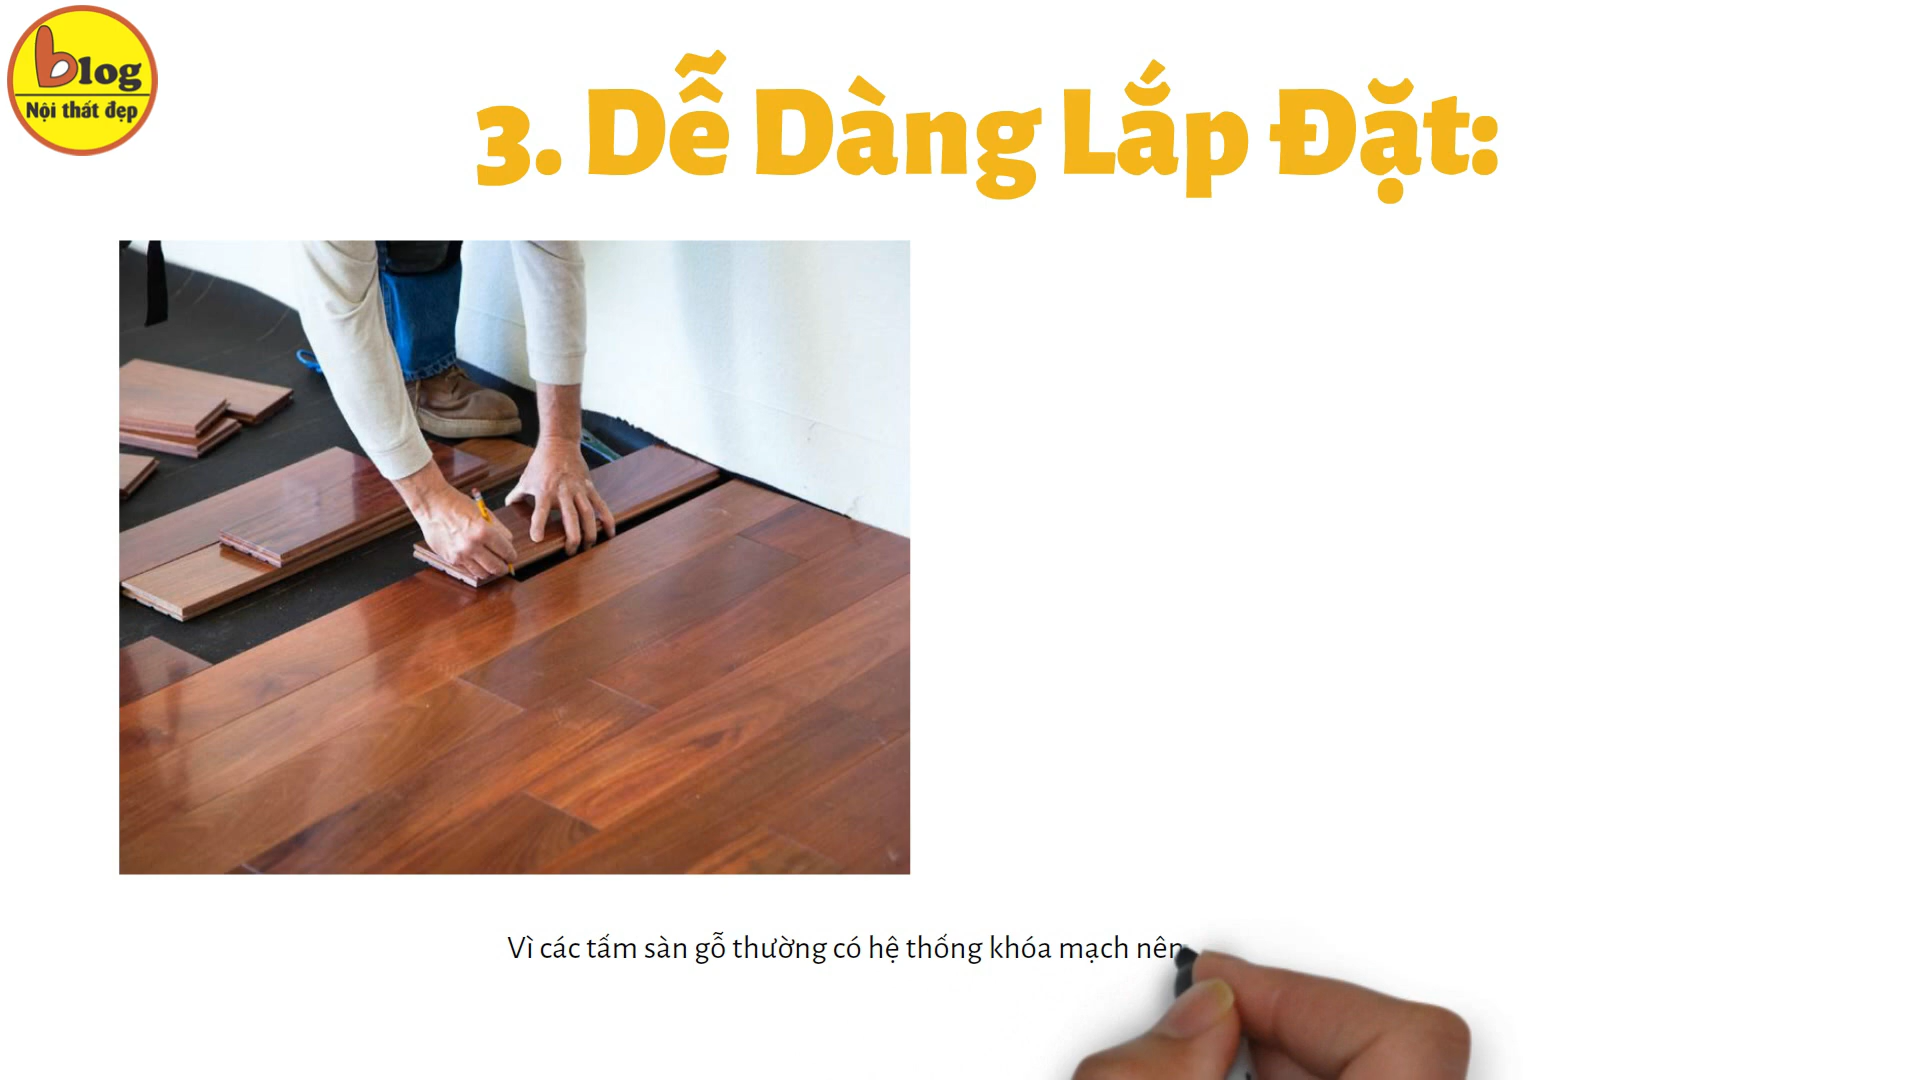 blog
Nội thất đẹp
3. Dễ Dàng Lắp Đặt:
Vì các tấm sàn gỗ thường có hệ thống khóa mạch nên